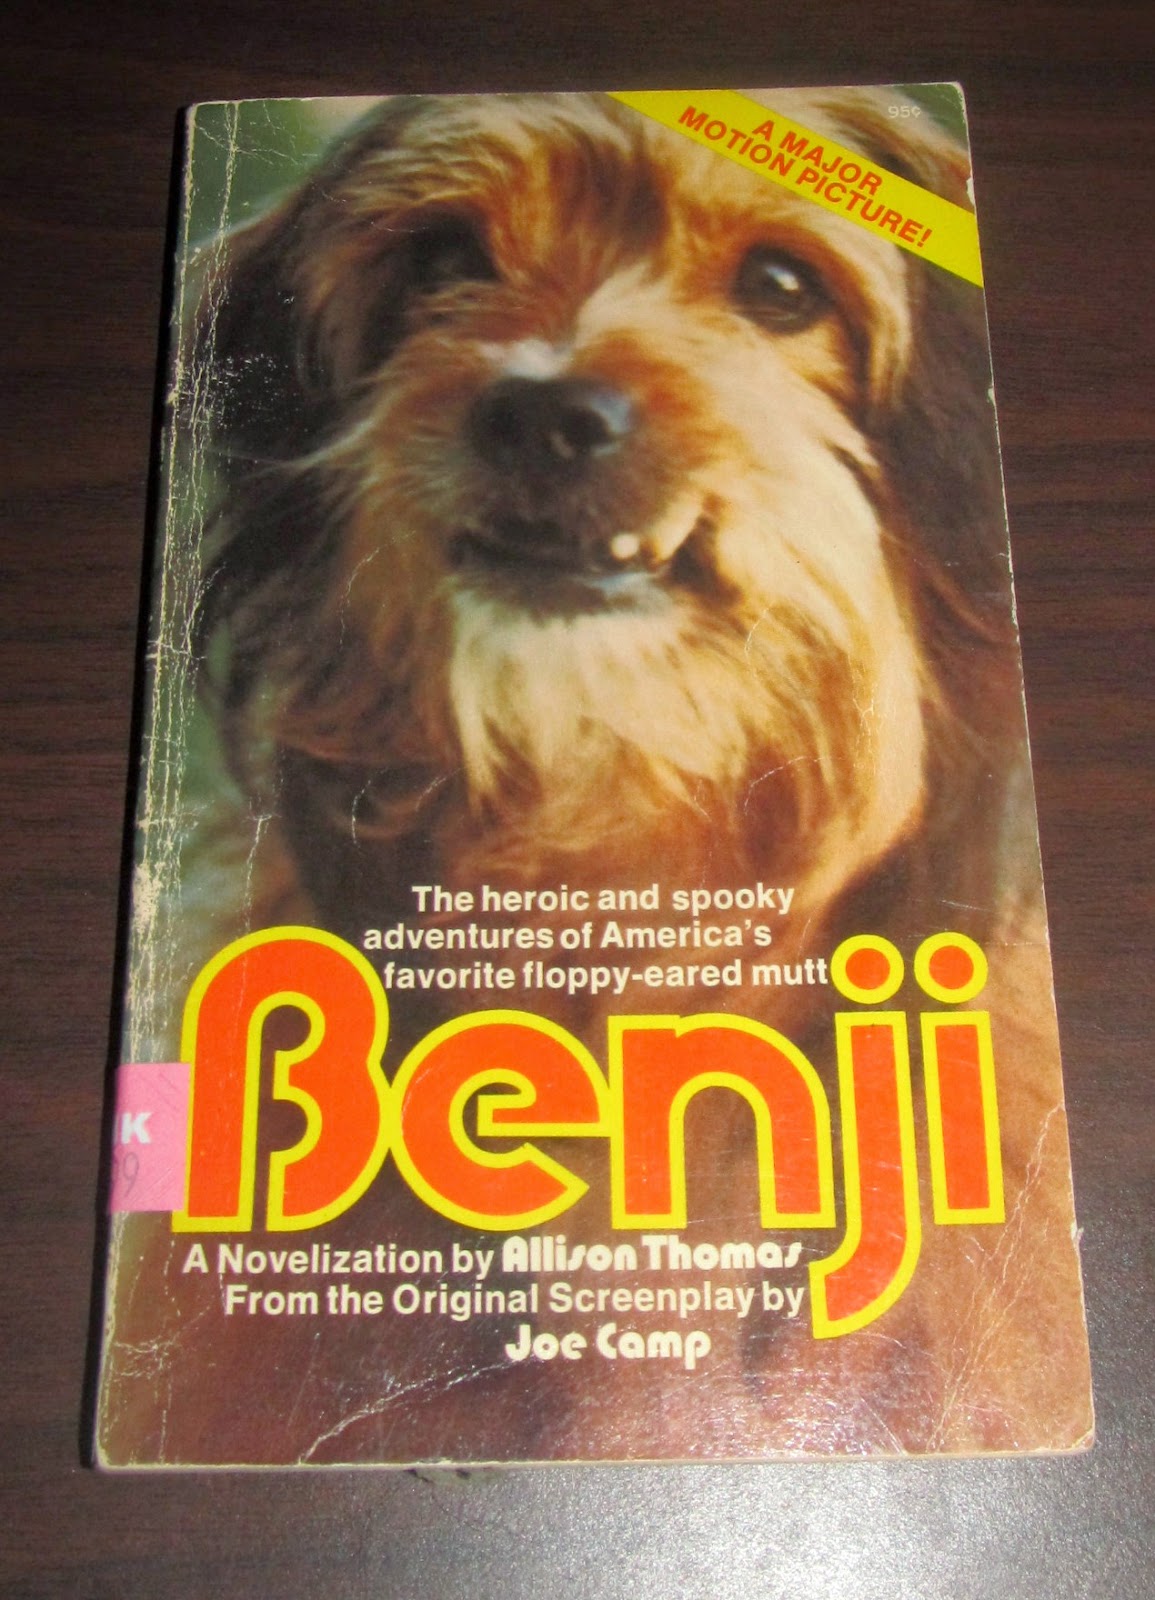 95¢
A MAJOR
MOTION PICTURE!
The heroic and spooky
adventures of America's
favorite floppy-eared mutt
Benji
K
9
A Novelization by Allison Thomas
From the Original Screenplay by
Joe Camp